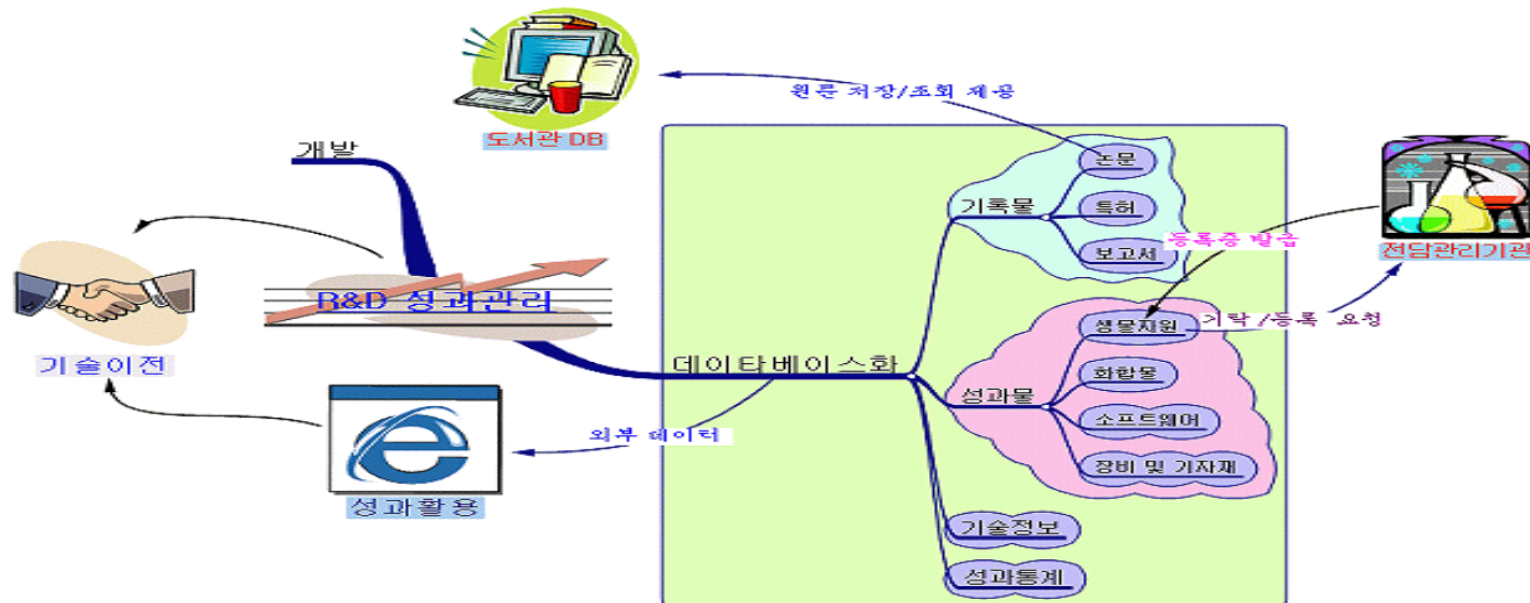 원문 저장/조회 제공
도서관 DB
개발
논문
기록물
특허
등록증 발급
보고서
전담관리기관
R&D 성과관리
생물자원
기탁 /등록 요청
기술이전
데이타베이스화
화합물
성과물
소프트웨어
외부 데이터
장비 및 기자재
성과활용
기술정보
성과통계